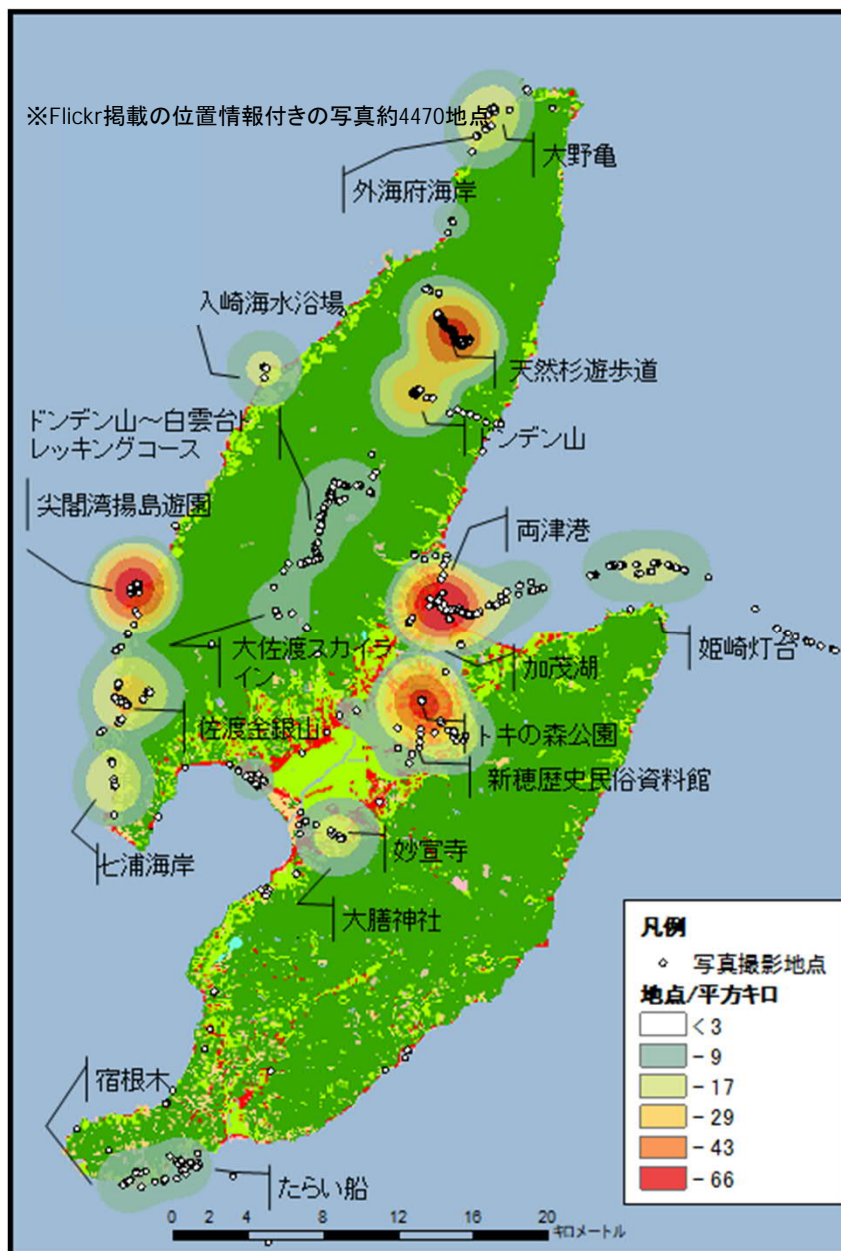 ※Flickr掲載の位置情報付きの写真約4470地点
大野亀
外海府海岸
入崎海水浴場
天然杉遊歩道
ドンデン山～白雲台ト
レッキングコース
ドンデン山
尖閣湾揚島遊園
両津港
大佐渡スカイラ
イン
加茂湖
姫崎灯台
佐渡金銀山
トキの森公園
新穂歴史民俗資料館
七浦海岸
妙宣寺
大膳神社
凡例
写真撮影地点
地点/平方キロ
< 3
- 9
- 17
- 29
- 43
- 66
宿根木
たらい船
0 2 4 8 12 16 20
キロメートル